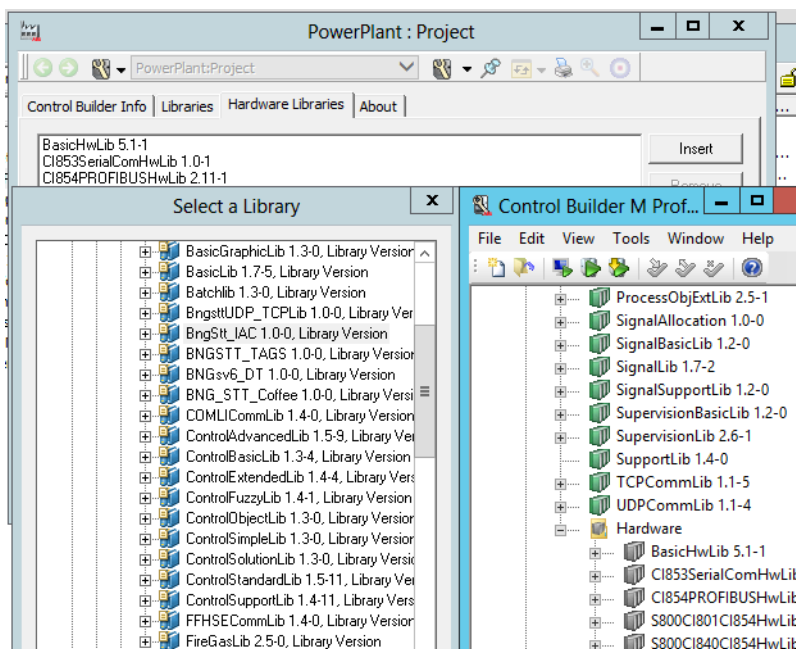 PowerPlant : Project
PowerPlant:Project
Control Builder Info
Libraries
Hardware Libraries
About
BasicHwLib 5.1-1
CI853SerialComHwLib 1.0-1
CI854PROFIBUSHwLib 2.11-1
Insert
Remove
Select a Library
BasicGraphicLib 1.3-0, Library Version
BasicLib 1.7-5, Library Version
Batchlib 1.3-0, Library Version
BngsttUDP_TCPLib 1.0-0, Library Ver
BngStt_IAC 1.0-0, Library Version
BNGSTT_TAGS 1.0-0, Library Version
BNGsv6_DT 1.0-0, Library Version
BNG_STT_Coffee 1.0-0, Library Versi
COMLICommLib 1.4-0, Library Version
ControlAdvancedLib 1.5-9, Library Ver
ControlBasicLib 1.3-4, Library Version
ControlExtendedLib 1.4-4, Library Vers
ControlFuzzyLib 1.4-1, Library Version
ControlObjectLib 1.3-0, Library Version
ControlSimpleLib 1.3-0, Library Version
ControlSolutionLib 1.3-0, Library Versic
ControlStandardLib 1.5-11, Library Ver
ControlSupportLib 1.4-11, Library Vers
FFHSECommLib 1.4-0, Library Version
FireGasLib 2.5-0, Library Version
Control Builder M Prof...
File Edit View Tools Window Help
ProcessObjExtLib 2.5-1
SignalAllocation 1.0-0
SignalBasicLib 1.2-0
SignalLib 1.7-2
SignalSupportLib 1.2-0
SupervisionBasicLib 1.2-0
SupervisionLib 2.6-1
SupportLib 1.4-0
TCPCommLib 1.1-5
UDPCommLib 1.1-4
Hardware
BasicHwLib 5.1-1
CI853SerialComHwLib
CI854PROFIBUSHwLib
S800CI801CI854HwLib
S800CI840CI854HwLib